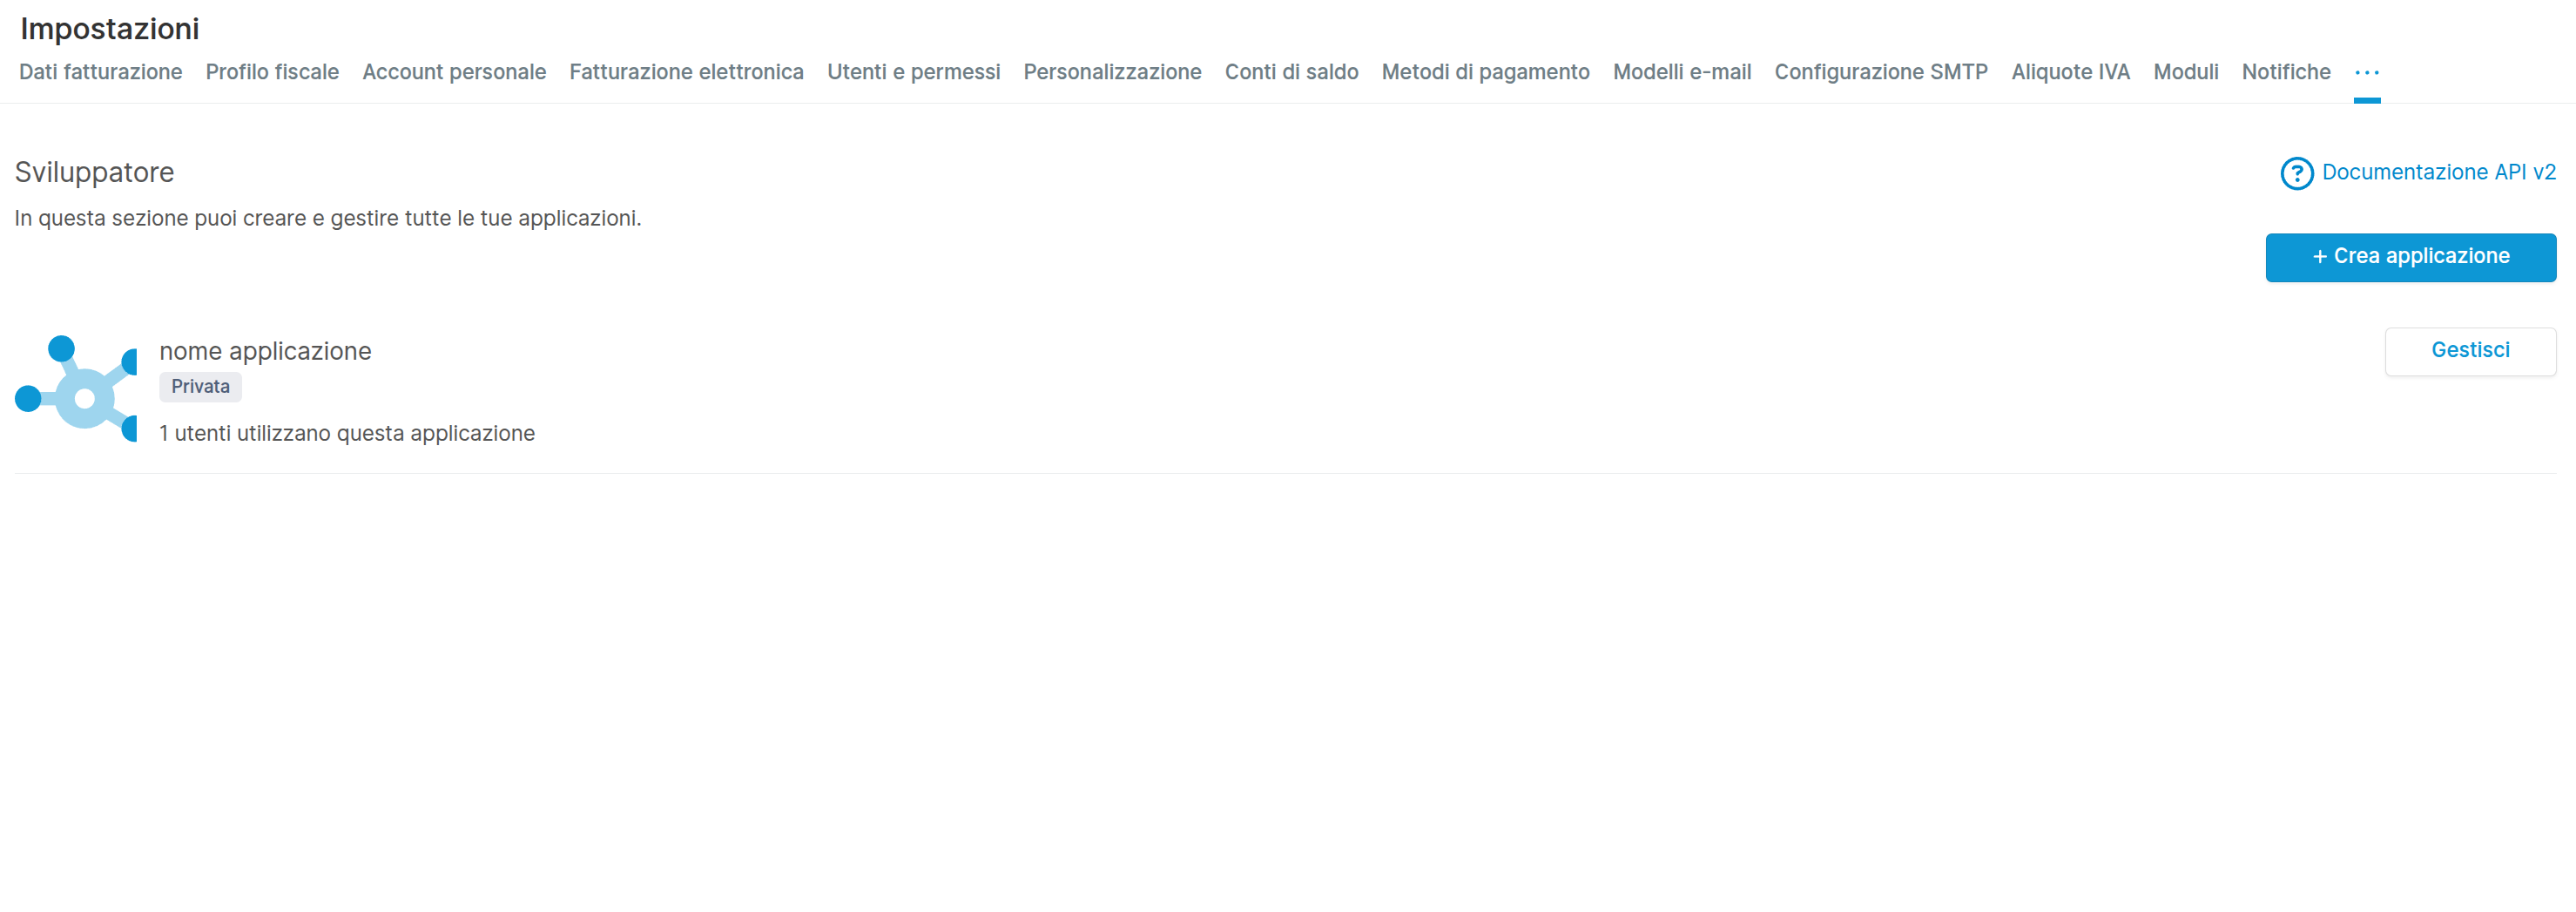 Impostazioni
Dati fatturazione Profilo fiscale Account personale Fatturazione elettronica Utenti e permessi Personalizzazione Conti di saldo Metodi di pagamento Modelli e-mail Configurazione SMTP Aliquote IVA Moduli Notifiche ...
Sviluppatore
? Documentazione API v2
In questa sezione puoi creare e gestire tutte le tue applicazioni.
+ Crea applicazione
nome applicazione
Gestisci
Privata
1 utenti utilizzano questa applicazione